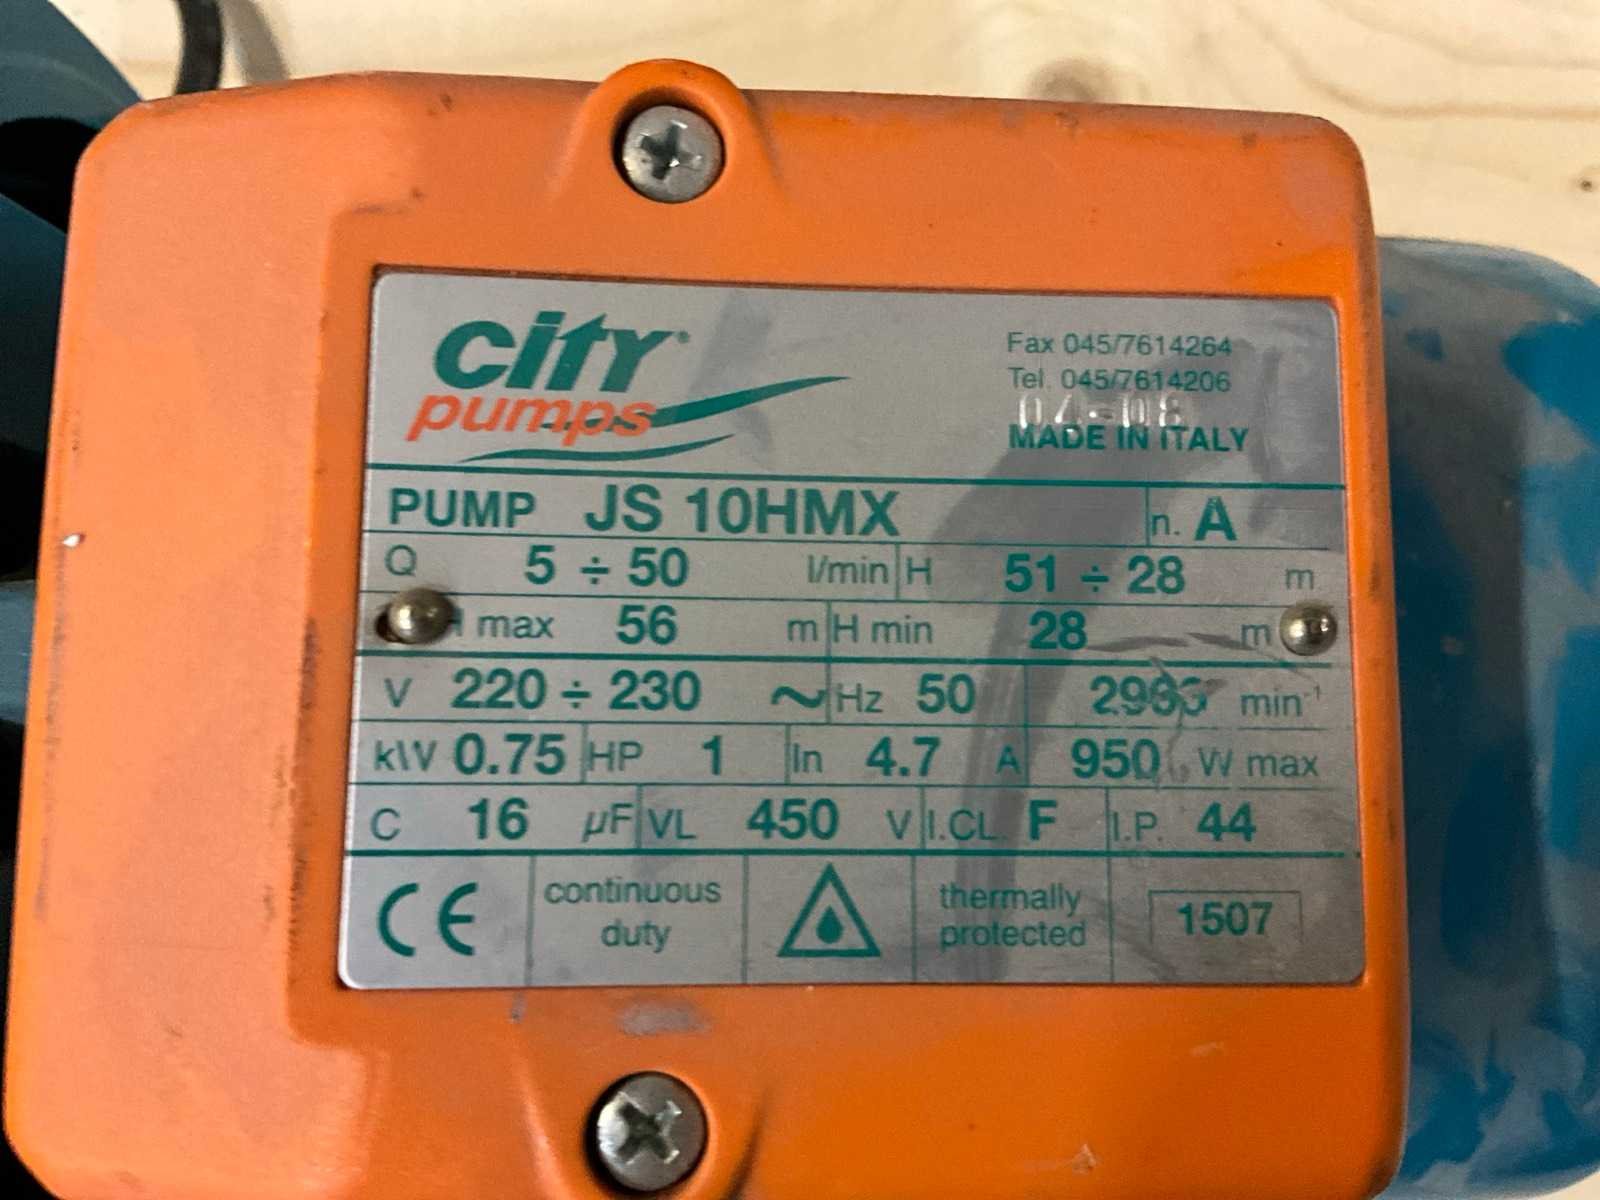 City® pumps
Fax 045/7614264
Tel. 045/7614206
04-08
MADE IN ITALY
PUMP JS 10HMX n. A
Q 5 ÷ 50 l/min H 51 ÷ 28 m
H max 56 m H min 28 m
V 220 ÷ 230 ~ Hz 50 min⁻¹
kW 0.75 HP 1 In 4.7 A 950 W max
C 16 µF VL 450 V I.CL. F I.P. 44
CE continuous duty thermally protected 1507